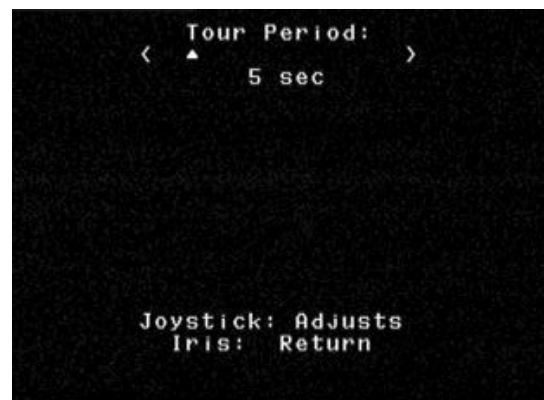 Tour Period:
< ▲ >
5 sec
Joystick: Adjusts
Iris: Return